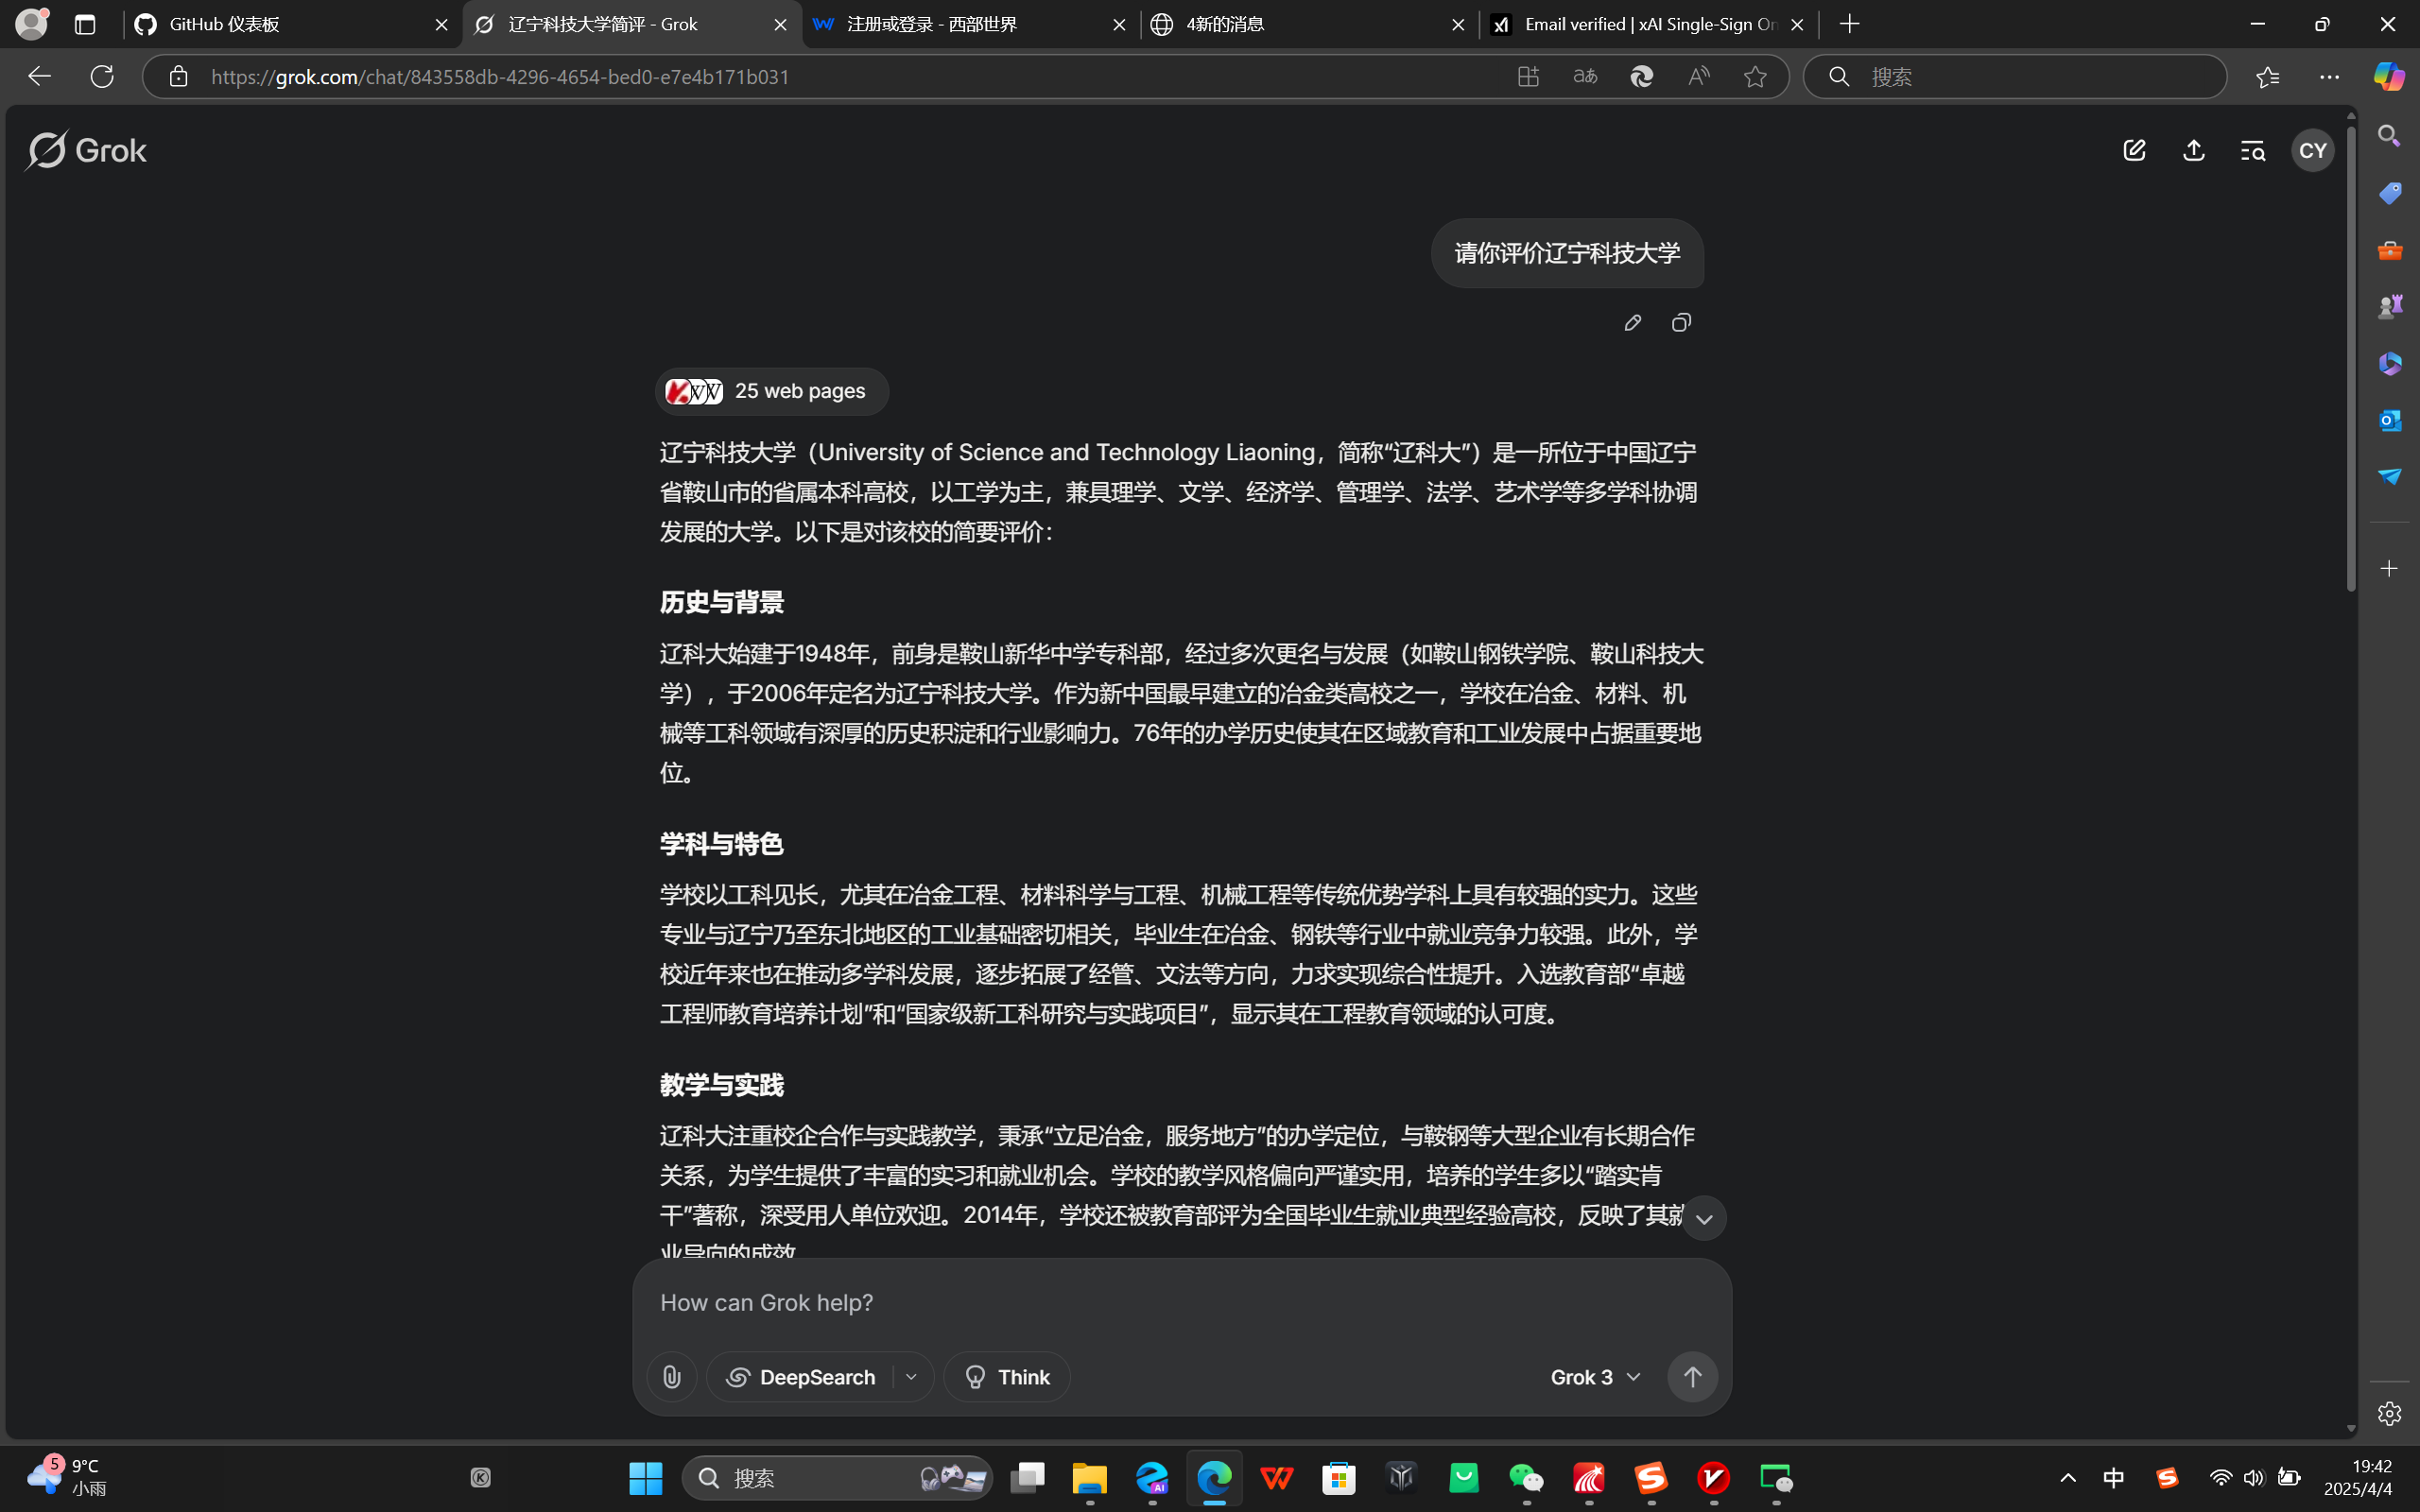 GitHub 仪表板
辽宁科技大学简评 - Grok
注册或登录 - 西部世界
4新的消息
Email verified | xAI Single-Sign On
https://grok.com/chat/843558db-4296-4654-bed0-e7e4b171b031
搜索
Grok
CY
请你评价辽宁科技大学
25 web pages
辽宁科技大学（University of Science and Technology Liaoning，简称“辽科大”）是一所位于中国辽宁
省鞍山市的省属本科高校，以工学为主，兼具理学、文学、经济学、管理学、法学、艺术学等多学科协调
发展的大学。以下是对该校的简要评价：
历史与背景
辽科大始建于1948年，前身是鞍山新华中学专科部，经过多次更名与发展（如鞍山钢铁学院、鞍山科技大
学），于2006年定名为辽宁科技大学。作为新中国最早建立的冶金类高校之一，学校在冶金、材料、机
械等工科领域有深厚的历史积淀和行业影响力。76年的办学历史使其在区域教育和工业发展中占据重要地
位。
学科与特色
学校以工科见长，尤其在冶金工程、材料科学与工程、机械工程等传统优势学科上具有较强的实力。这些
专业与辽宁乃至东北地区的工业基础密切相关，毕业生在冶金、钢铁等行业中就业竞争力较强。此外，学
校近年来也在推动多学科发展，逐步拓展了经管、文法等方向，力求实现综合性提升。入选教育部“卓越
工程师教育培养计划”和“国家级新工科研究与实践项目”，显示其在工程教育领域的认可度。
教学与实践
辽科大注重校企合作与实践教学，秉承“立足冶金，服务地方”的办学定位，与鞍钢等大型企业有长期合作
关系，为学生提供了丰富的实习和就业机会。学校的教学风格偏向严谨实用，培养的学生多以“踏实肯
干”著称，深受用人单位欢迎。2014年，学校还被教育部评为全国毕业生就业典型经验高校，反映了其就
业导向的成效
How can Grok help?
DeepSearch
Think
Grok 3
5
9°C
小雨
搜索
中
19:42
2025/4/4